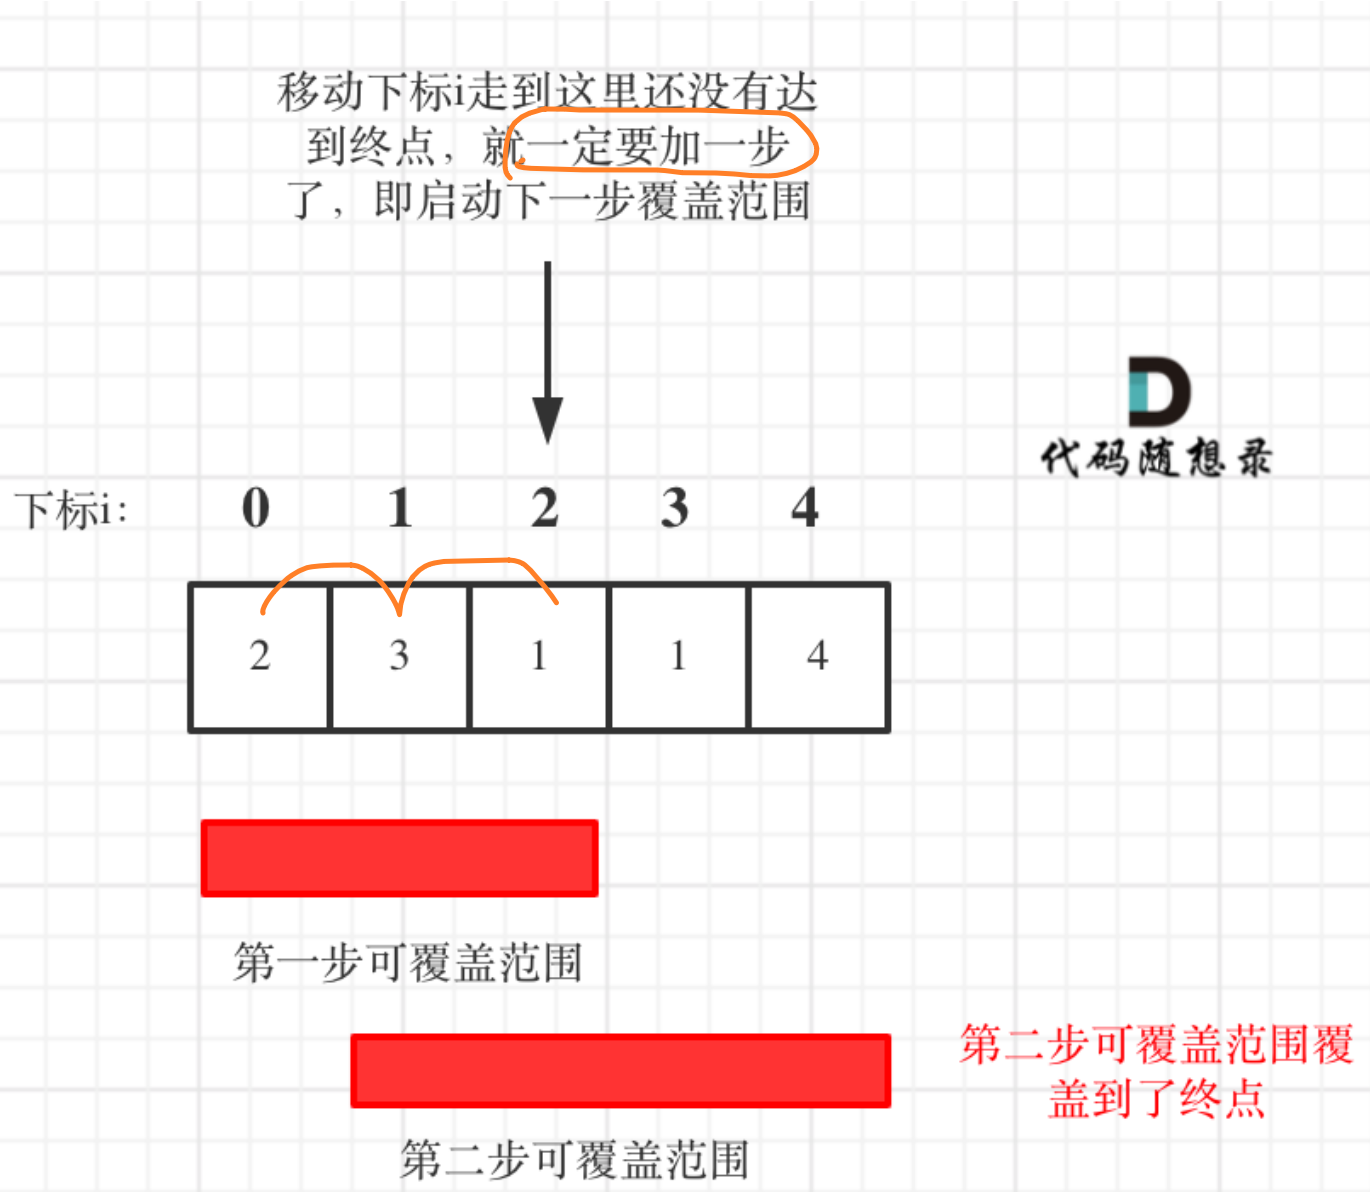 移动下标i走到这里还没有达
到终点，就一定要加一步
了，即启动下一步覆盖范围
代码随想录
下标i： 0 1 2 3 4
2 3 1 1 4
第一步可覆盖范围
第二步可覆盖范围覆
盖到了终点
第二步可覆盖范围